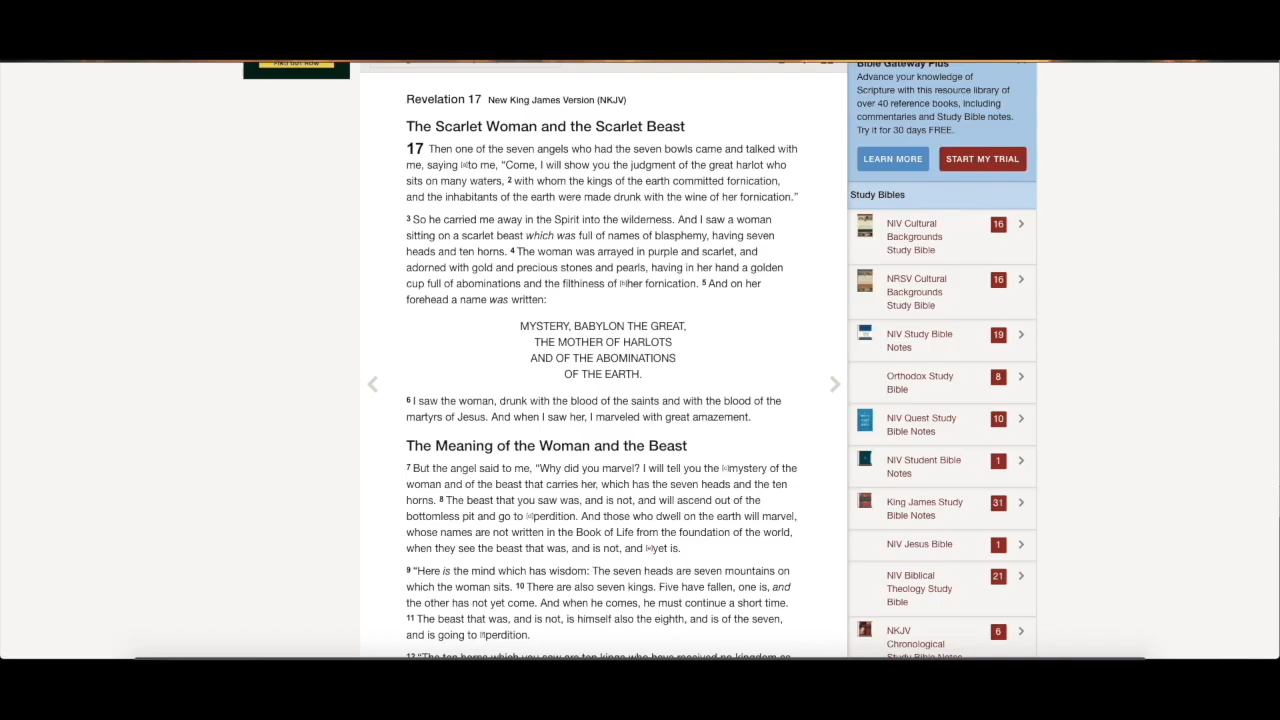 FIND OUT NOW
Revelation 17 New King James Version (NKJV)
The Scarlet Woman and the Scarlet Beast
17 Then one of the seven angels who had the seven bowls came and talked with
me, saying [a]to me, “Come, I will show you the judgment of the great harlot who
sits on many waters, 2 with whom the kings of the earth committed fornication,
and the inhabitants of the earth were made drunk with the wine of her fornication.”
3 So he carried me away in the Spirit into the wilderness. And I saw a woman
sitting on a scarlet beast which was full of names of blasphemy, having seven
heads and ten horns. 4 The woman was arrayed in purple and scarlet, and
adorned with gold and precious stones and pearls, having in her hand a golden
cup full of abominations and the filthiness of [b]her fornication. 5 And on her
forehead a name was written:
MYSTERY, BABYLON THE GREAT,
THE MOTHER OF HARLOTS
AND OF THE ABOMINATIONS
OF THE EARTH.
6 I saw the woman, drunk with the blood of the saints and with the blood of the
martyrs of Jesus. And when I saw her, I marveled with great amazement.
The Meaning of the Woman and the Beast
7 But the angel said to me, “Why did you marvel? I will tell you the [c]mystery of the
woman and of the beast that carries her, which has the seven heads and the ten
horns. 8 The beast that you saw was, and is not, and will ascend out of the
bottomless pit and go to [d]perdition. And those who dwell on the earth will marvel,
whose names are not written in the Book of Life from the foundation of the world,
when they see the beast that was, and is not, and [e]yet is.
9 “Here is the mind which has wisdom: The seven heads are seven mountains on
which the woman sits. 10 There are also seven kings. Five have fallen, one is, and
the other has not yet come. And when he comes, he must continue a short time.
11 The beast that was, and is not, is himself also the eighth, and is of the seven,
and is going to [f]perdition.
12 “The ten horns which you saw are ten kings who have received no kingdom as
Bible Gateway Plus
Advance your knowledge of
Scripture with this resource library of
over 40 reference books, including
commentaries and Study Bible notes.
Try it for 30 days FREE.
LEARN MORE START MY TRIAL
Study Bibles
NIV Cultural 16
Backgrounds
Study Bible
NRSV Cultural 16
Backgrounds
Study Bible
NIV Study Bible 19
Notes
Orthodox Study 8
Bible
NIV Quest Study 10
Bible Notes
NIV Student Bible 1
Notes
King James Study 31
Bible Notes
NIV Jesus Bible 1
NIV Biblical 21
Theology Study
Bible
NKJV 6
Chronological
Study Bible Notes